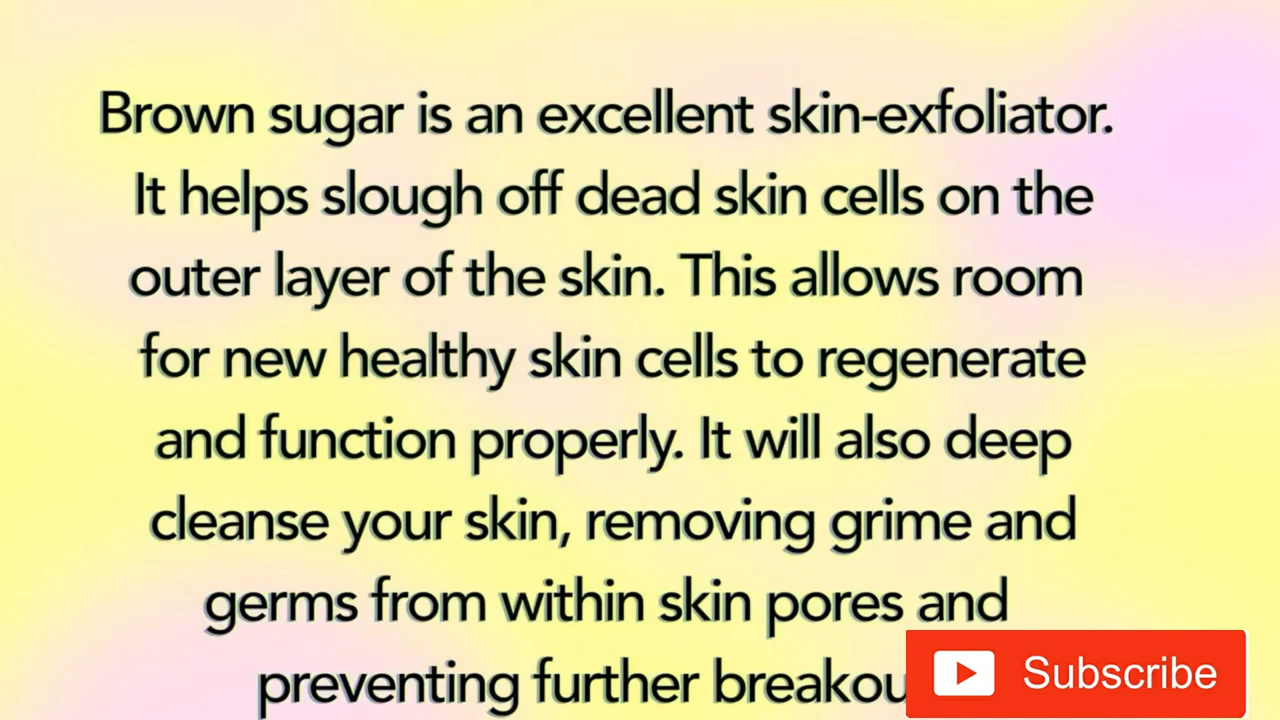 Brown sugar is an excellent skin-exfoliator.
It helps slough off dead skin cells on the
outer layer of the skin. This allows room
for new healthy skin cells to regenerate
and function properly. It will also deep
cleanse your skin, removing grime and
germs from within skin pores and
preventing further
Subscribe